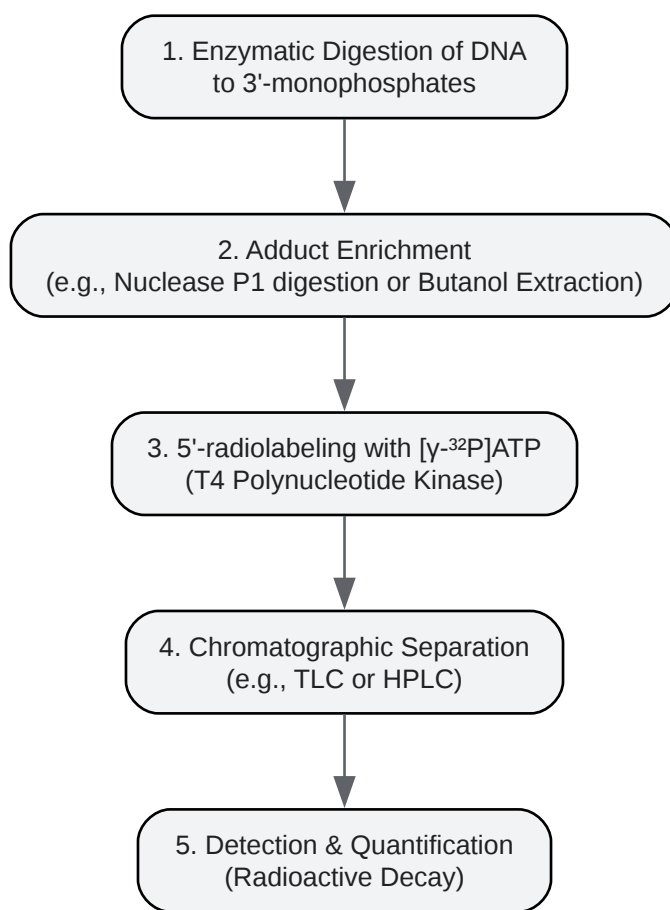 1. Enzymatic Digestion of DNA
to 3'-monophosphates
2. Adduct Enrichment
(e.g., Nuclease P1 digestion or Butanol Extraction)
3. 5'-radiolabeling with [γ-³²P]ATP
(T4 Polynucleotide Kinase)
4. Chromatographic Separation
(e.g., TLC or HPLC)
5. Detection & Quantification
(Radioactive Decay)